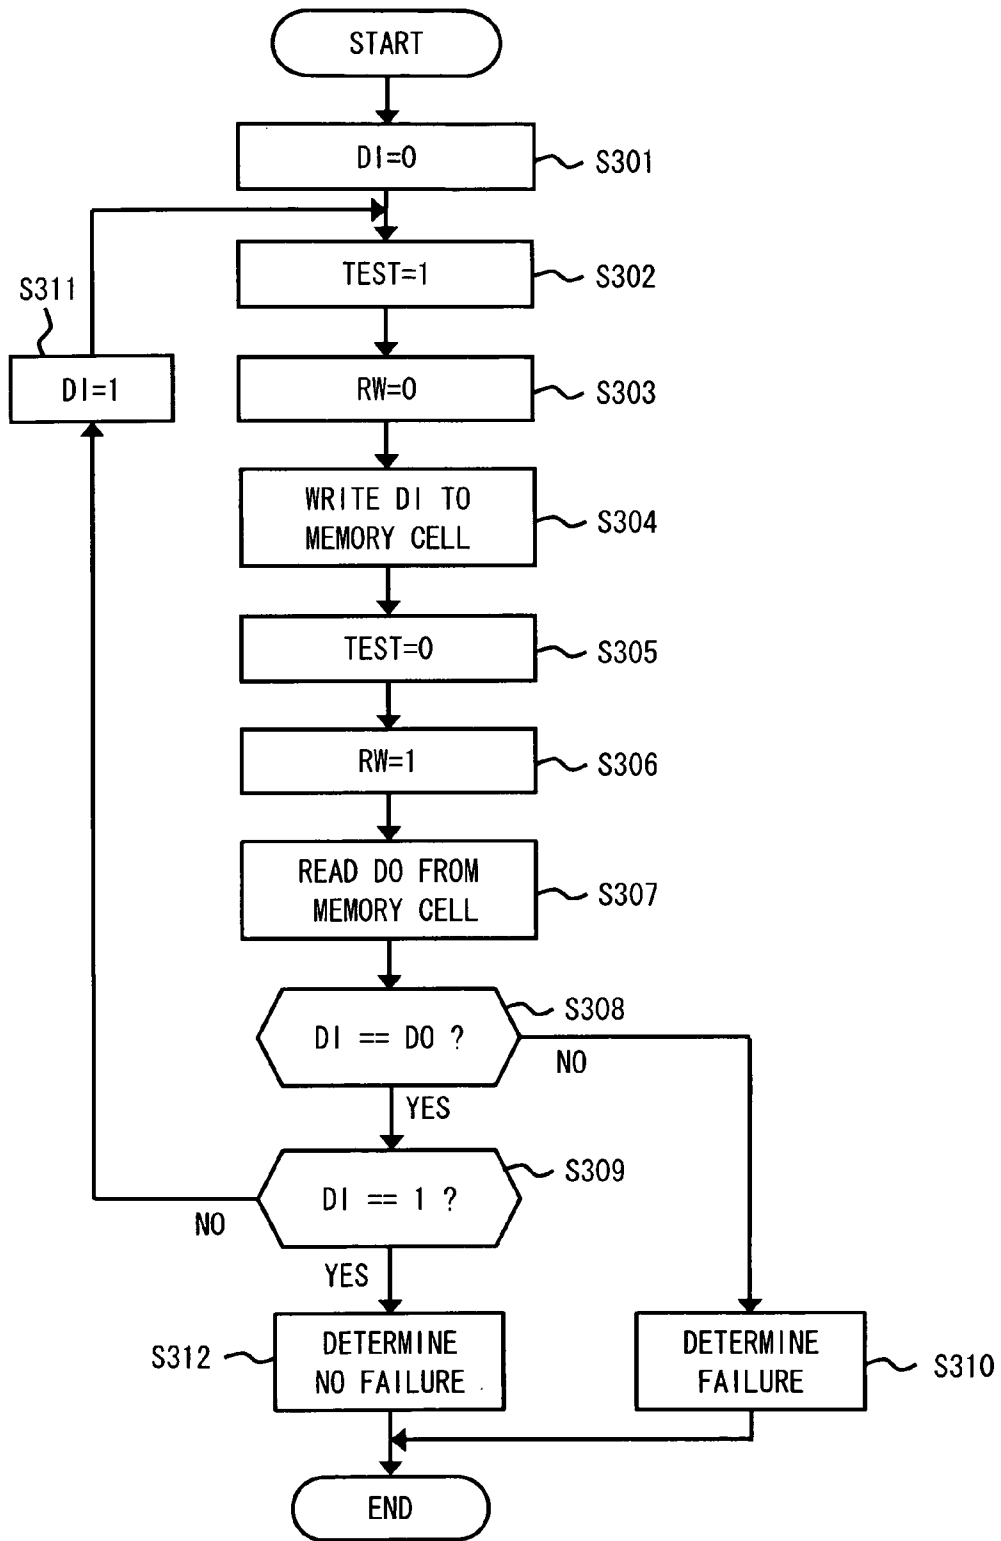 START
DI=0
S301
TEST=1
S302
S311
DI=1
RW=0
S303
WRITE DI TO
MEMORY CELL
S304
TEST=0
S305
RW=1
S306
READ DO FROM
MEMORY CELL
S307
DI == DO ?
S308
NO
YES
DI == 1 ?
S309
NO
YES
DETERMINE
NO FAILURE
S312
DETERMINE
FAILURE
S310
END